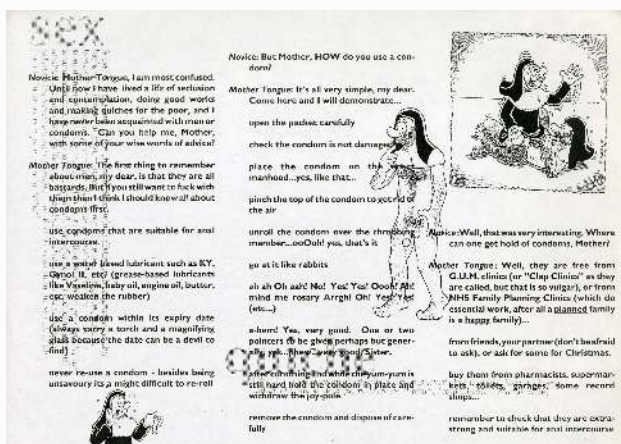 sex
Novice: Mother Tongue, I am most confused.
Until now I have lived a life of seclusion
and contemplation, doing good works
and making quiches for the poor, and I
have never been acquainted with men or
condoms. Can you help me, Mother,
with some of your wise words of advice?
Mother Tongue: The first thing to remember
about men, my dear, is that they are all
bastards. But if you still want to fuck with
them then I think I should know all about
condoms first.
use condoms that are suitable for anal
intercourse
use a water based lubricant such as KY,
etc? (grease-based lubricants
like Vaseline, baby oil, engine oil, butter,
etc. weaken the rubber)
use a condom within its expiry date
(always carry a torch and a magnifying
glass because the date can be a devil to
find)
never re-use a condom - besides being
unsavoury its a might difficult to re-roll
Novice: But Mother, HOW do you use a con-
dom?
Mother Tongue: It's all very simple, my dear.
Come here and I will demonstrate...
open the packet carefully
check the condom is not damaged
place the condom on the
manhood...yes, like that...
pinch the top of the condom to get rid of
the air
unroll the condom over the throbbing
member...ooOoh! yes, that's it
go at it like rabbits
ah ah Oh aah! No! Yes! Yes! Oooh! Ah!
mind me rosary Arrgh! Oh! Yes! Yes!
(etc...)
a-hem! Yes, very good. One or two
pointers to be given perhaps but gener-
ally, very good, Sister.
after cumming and while the yum-yum is
still hard hold the condom in place and
withdraw the joy-pole
remove the condom and dispose of care-
fully
Novice: Well, that was very interesting. Where
can one get hold of condoms, Mother?
Mother Tongue: Well, they are free from
G.U.M. clinics (or "Clap Clinics" as they
are called, but that is so vulgar), or from
NHS Family Planning Clinics (which do
essential work, after all a planned family
is a happy family)...
from friends, your partner (don't be afraid
to ask), or ask for some for Christmas.
buy them from pharmacists, supermar-
kets, toilets, garages, some record
shops...
remember to check that they are extra-
strong and suitable for anal intercourse